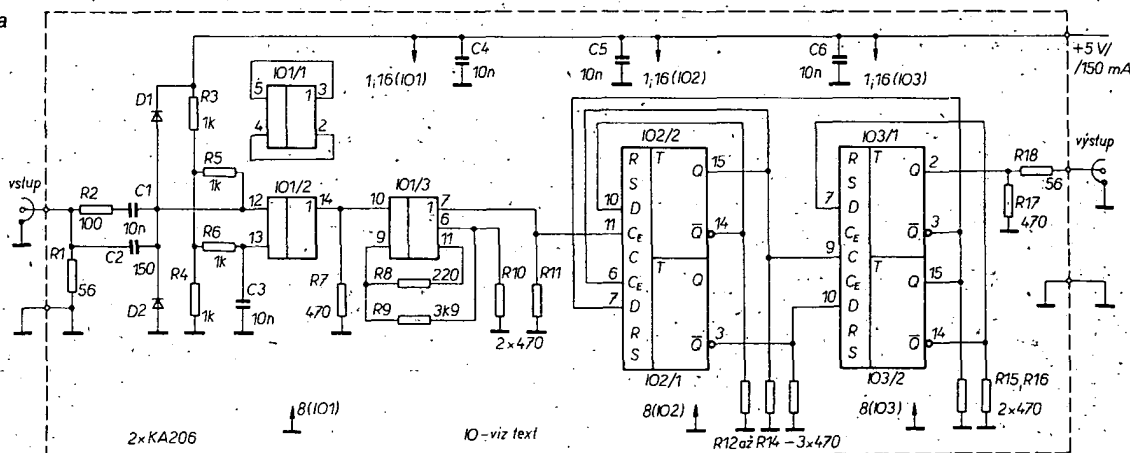 a
C4
10n
C5
10n
C6
10n
+5 V/
/150 mA
1;16(IO1)
1;16(IO2)
1;16(IO3)
IO1/1
5
3
1
4
2
D1
R3
1k
R5
1k
IO2/2
IO3/1
vstup
R2
100
C1
10n
C2
150
R1
56
D2
R4
1k
R6
1k
C3
10n
12
13
IO1/2
1
14
R7
470
IO1/3
10
9
1
7
6
11
R8
220
R9
3k9
R10
R11
2×470
R
T
Q
15
S
10
D
Q
14
11
CE
C
T
Q
6
CE
7
D
R
Q
3
S
IO2/1
R
T
Q
2
S
7
D
Q
3
CE
9
C
Q
15
CE
10
D
R
Q
14
S
IO3/2
R18
56
R17
470
výstup
R15, R16
2×470
8(IO1)
8(IO2)
8(IO3)
2×KA206
IO-viz text
R12 až R14 – 3×470